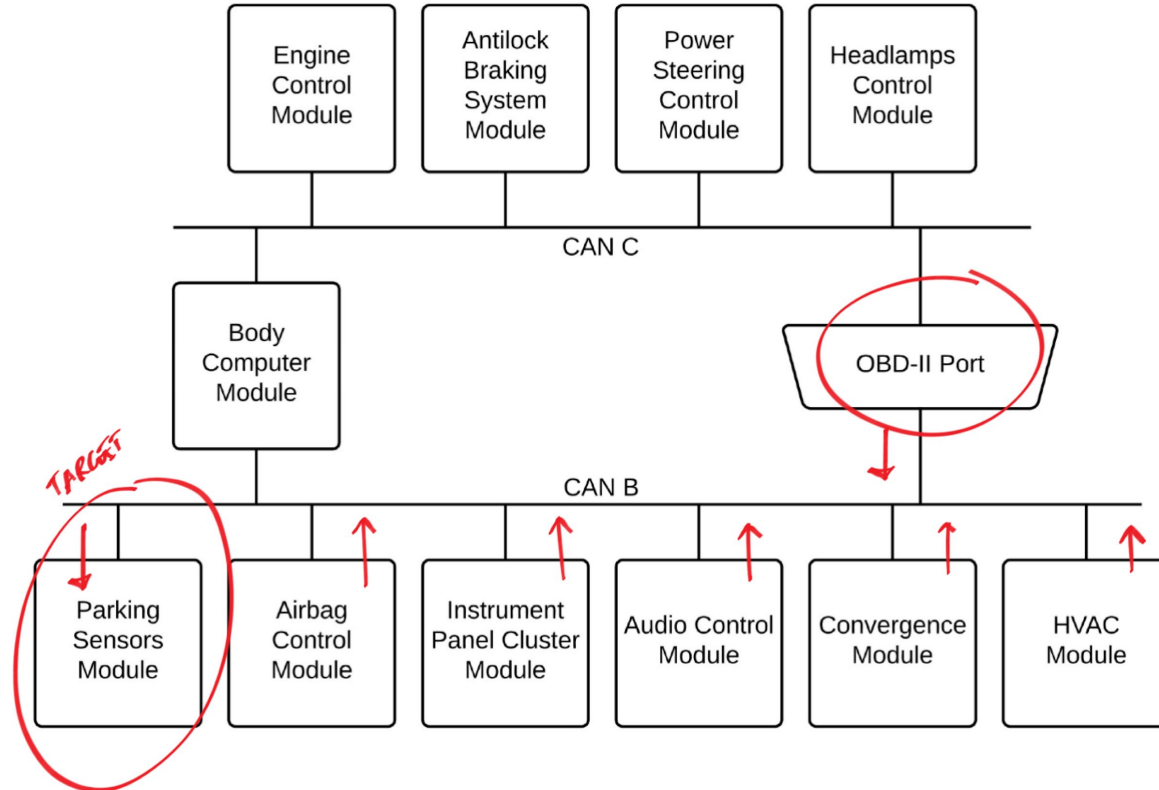 Engine
Control
Module
Antilock
Braking
System
Module
Power
Steering
Control
Module
Headlamps
Control
Module
CAN C
Body
Computer
Module
OBD-II Port
TARGET
CAN B
Parking
Sensors
Module
Airbag
Control
Module
Instrument
Panel Cluster
Module
Audio Control
Module
Convergence
Module
HVAC
Module